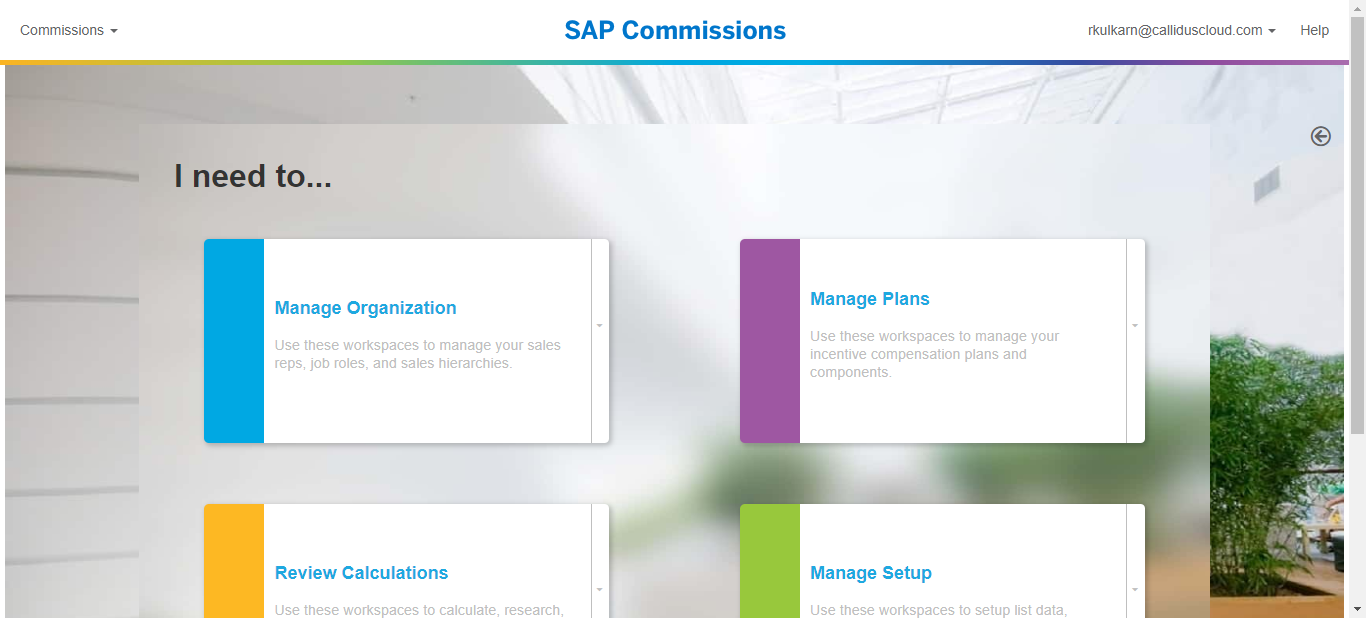 Commissions
SAP Commissions
rkulkarn@calliduscloud.com
Help
I need to...
Manage Organization
Use these workspaces to manage your sales
reps, job roles, and sales hierarchies.
Manage Plans
Use these workspaces to manage your
incentive compensation plans and
components.
Review Calculations
Use these workspaces to calculate, research,
Manage Setup
Use these workspaces to setup list data,